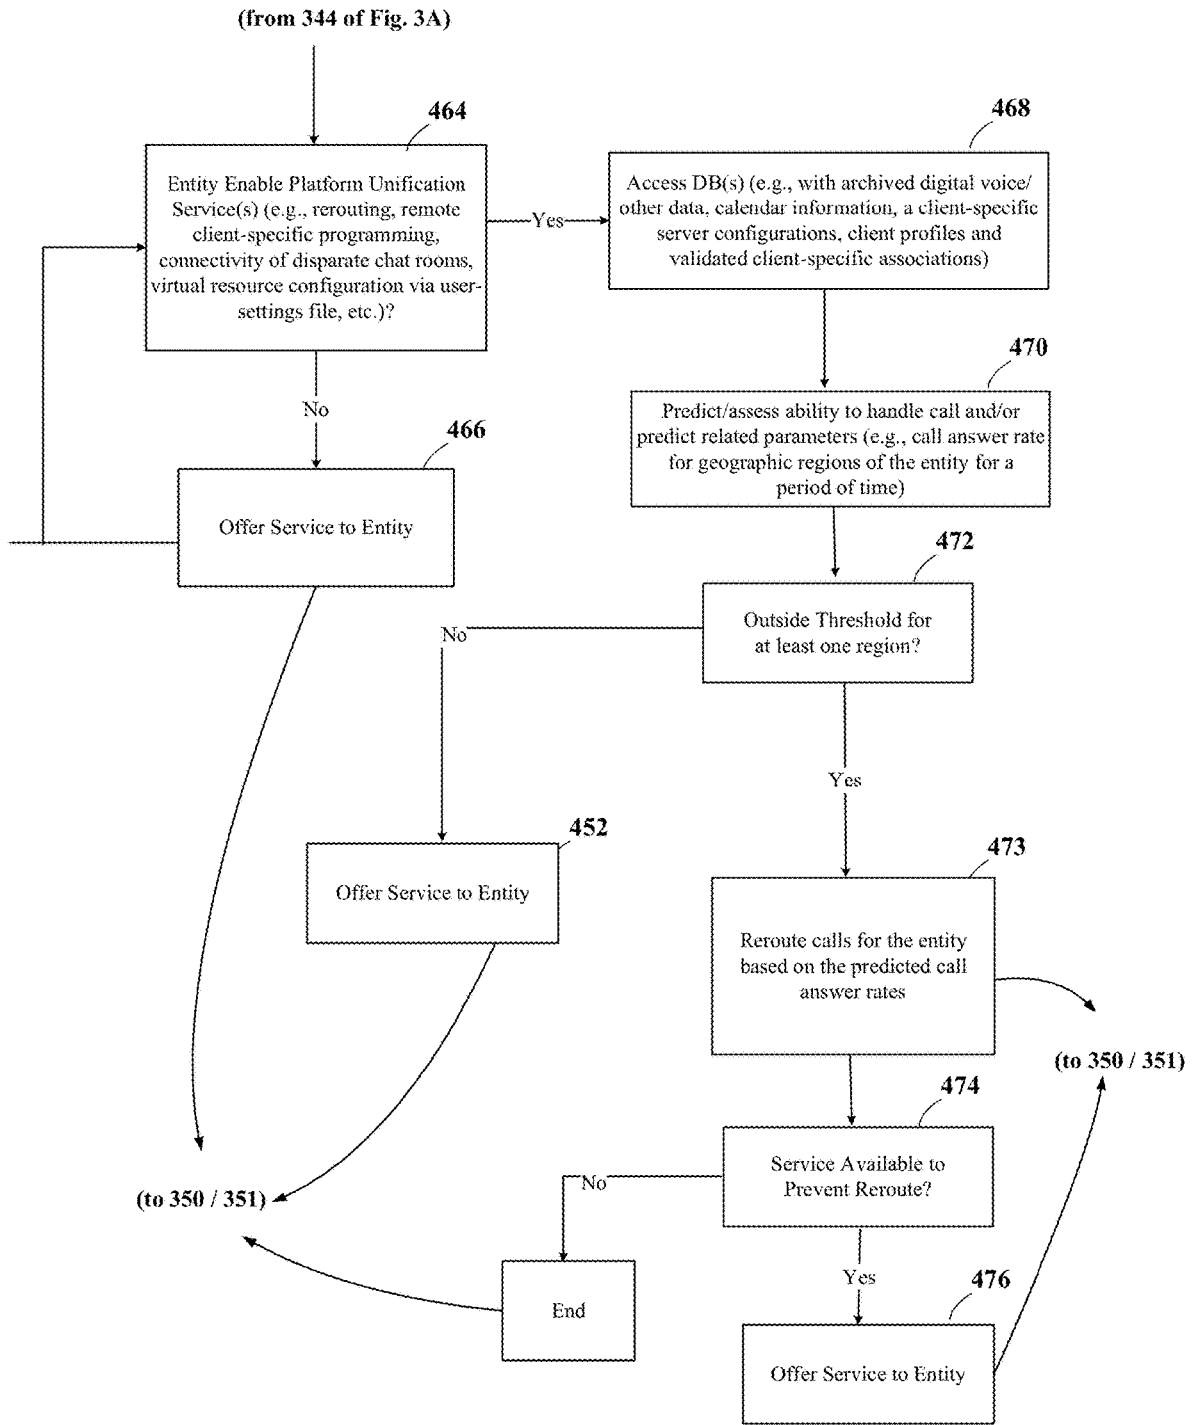 (from 344 of Fig. 3A)
464
Entity Enable Platform Unification
Service(s) (e.g., rerouting, remote
client-specific programming,
connectivity of disparate chat rooms,
virtual resource configuration via user-
settings file, etc.)?
Yes
468
Access DB(s) (e.g., with archived digital voice/
other data, calendar information, a client-specific
server configurations, client profiles and
validated client-specific associations)
No
470
Predict/assess ability to handle call and/or
predict related parameters (e.g., call answer rate
for geographic regions of the entity for a
period of time)
466
Offer Service to Entity
472
Outside Threshold for
at least one region?
No
Yes
452
Offer Service to Entity
473
Reroute calls for the entity
based on the predicted call
answer rates
(to 350 / 351)
474
Service Available to
Prevent Reroute?
No
(to 350 / 351)
Yes
End
476
Offer Service to Entity